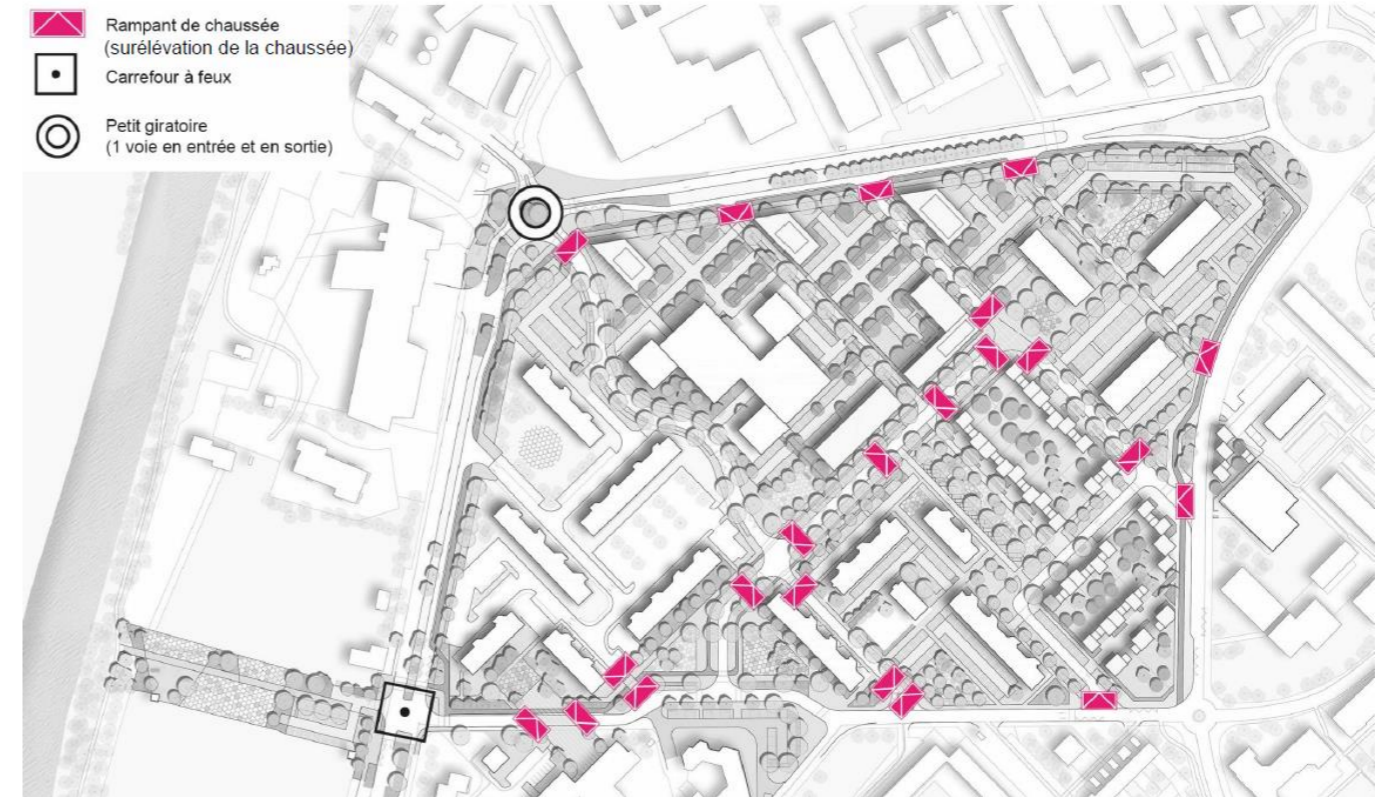 Rampant de chaussée
(surélévation de la chaussée)
Carrefour à feux
Petit giratoire
(1 voie en entrée et en sortie)